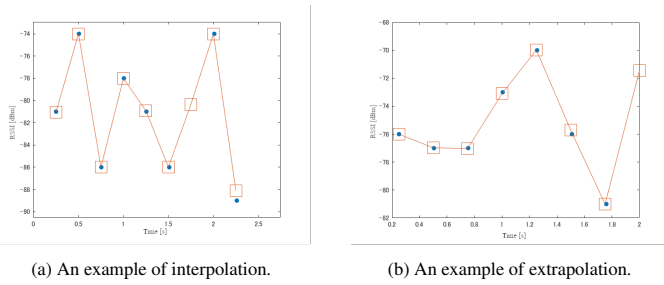 -74
-76
-78
-80
-82
-84
-86
-88
-90
RSSI [dBm]
0 0.5 1 1.5 2 2.5
Time [s]
-68
-70
-72
-74
-76
-78
-80
-82
RSSI [dBm]
0.2 0.4 0.6 0.8 1 1.2 1.4 1.6 1.8 2
Time [s]
(a) An example of interpolation.
(b) An example of extrapolation.